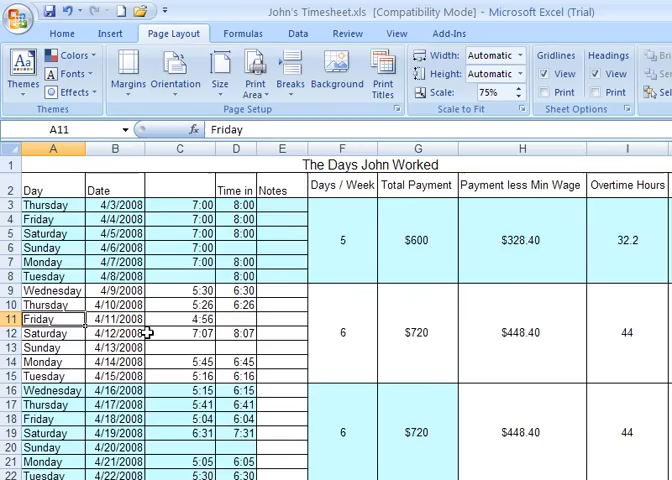 John's Timesheet.xls [Compatibility Mode] - Microsoft Excel (Trial)
Home Insert Page Layout Formulas Data Review View Add-Ins
Themes Colors Fonts Effects Margins Orientation Size Print Area Breaks Background Print Titles Width: Automatic Height: Automatic Scale: 75% Gridlines View Print Headings View Print
Themes Page Setup Scale to Fit Sheet Options
A11 Friday
A B C D E F G H I
1 The Days John Worked
2 Day Date Time in Notes Days / Week Total Payment Payment less Min Wage Overtime Hours
3 Thursday 4/3/2008 7:00 8:00
4 Friday 4/4/2008 7:00 8:00
5 Saturday 4/5/2008 7:00 8:00 5 $600 $328.40 32.2
6 Sunday 4/6/2008 7:00
7 Monday 4/7/2008 7:00 8:00
8 Tuesday 4/8/2008 8:00
9 Wednesday 4/9/2008 5:30 6:30
10 Thursday 4/10/2008 5:26 6:26
11 Friday 4/11/2008 4:56
12 Saturday 4/12/2008 7:07 8:07 6 $720 $448.40 44
13 Sunday 4/13/2008
14 Monday 4/14/2008 5:45 6:45
15 Tuesday 4/15/2008 5:16 6:16
16 Wednesday 4/16/2008 5:15 6:15
17 Thursday 4/17/2008 5:41 6:41
18 Friday 4/18/2008 5:04 6:04
19 Saturday 4/19/2008 6:31 7:31 6 $720 $448.40 44
20 Sunday 4/20/2008
21 Monday 4/21/2008 5:05 6:05
22 Tuesday 4/22/2008 5:30 6:30